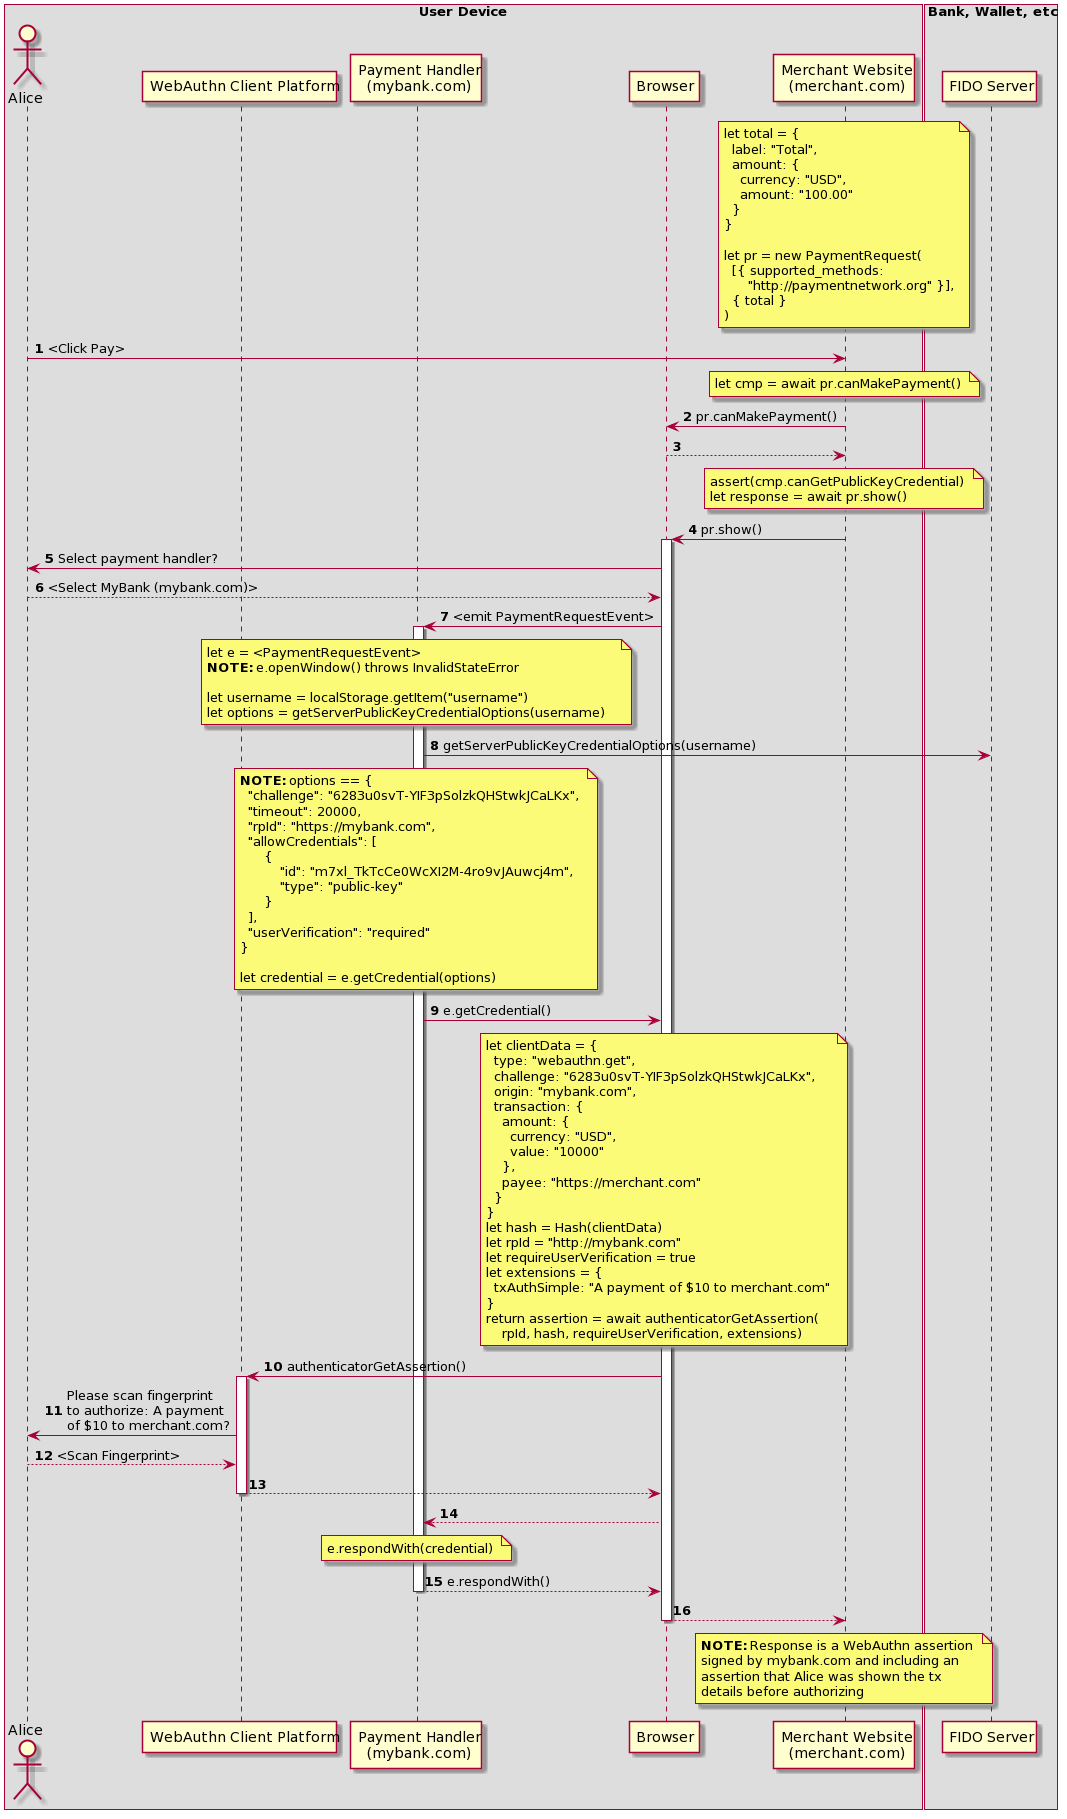 User Device
Bank, Wallet, etc
Alice
WebAuthn Client Platform
Payment Handler
(mybank.com)
Browser
Merchant Website
(merchant.com)
FIDO Server
let total = {
  label: "Total",
  amount: {
    currency: "USD",
    amount: "100.00"
  }
}
let pr = new PaymentRequest(
  [{ supported_methods:
      "http://paymentnetwork.org" }],
  { total }
)
1 <Click Pay>
let cmp = await pr.canMakePayment()
2 pr.canMakePayment()
3
assert(cmp.canGetPublicKeyCredential)
let response = await pr.show()
4 pr.show()
5 Select payment handler?
6 <Select MyBank (mybank.com)>
7 <emit PaymentRequestEvent>
let e = <PaymentRequestEvent>
NOTE: e.openWindow() throws InvalidStateError
let username = localStorage.getItem("username")
let options = getServerPublicKeyCredentialOptions(username)
8 getServerPublicKeyCredentialOptions(username)
NOTE: options == {
  "challenge": "6283u0svT-YIF3pSolzkQHStwkJCaLKx",
  "timeout": 20000,
  "rpId": "https://mybank.com",
  "allowCredentials": [
      {
          "id": "m7xl_TkTcCe0WcXI2M-4ro9vJAuwcj4m",
          "type": "public-key"
      }
  ],
  "userVerification": "required"
}
let credential = e.getCredential(options)
9 e.getCredential()
let clientData = {
  type: "webauthn.get",
  challenge: "6283u0svT-YIF3pSolzkQHStwkJCaLKx",
  origin: "mybank.com",
  transaction: {
    amount: {
      currency: "USD",
      value: "10000"
    },
    payee: "https://merchant.com"
  }
}
let hash = Hash(clientData)
let rpId = "http://mybank.com"
let requireUserVerification = true
let extensions = {
  txAuthSimple: "A payment of $10 to merchant.com"
}
return assertion = await authenticatorGetAssertion(
    rpId, hash, requireUserVerification, extensions)
10 authenticatorGetAssertion()
Please scan fingerprint
11 to authorize: A payment
of $10 to merchant.com?
12 <Scan Fingerprint>
13
14
e.respondWith(credential)
15 e.respondWith()
16
NOTE: Response is a WebAuthn assertion
signed by mybank.com and including an
assertion that Alice was shown the tx
details before authorizing
Alice
WebAuthn Client Platform
Payment Handler
(mybank.com)
Browser
Merchant Website
(merchant.com)
FIDO Server